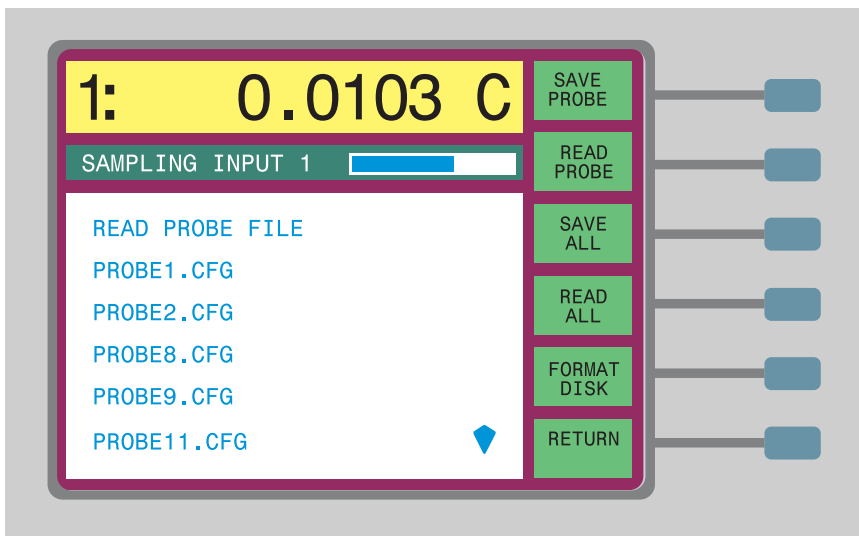 1: 0.0103 C
SAMPLING INPUT 1
READ PROBE FILE
PROBE1.CFG
PROBE2.CFG
PROBE8.CFG
PROBE9.CFG
PROBE11.CFG
SAVE
PROBE
READ
PROBE
SAVE
ALL
READ
ALL
FORMAT
DISK
RETURN